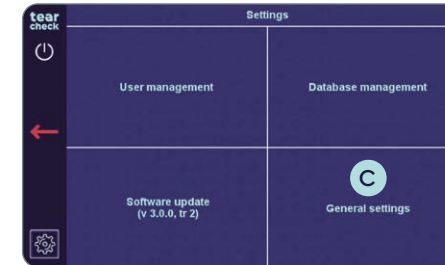 tear
check
Settings
User management
Database management
Software update
(v 3.0.0, tr 2)
C
General settings